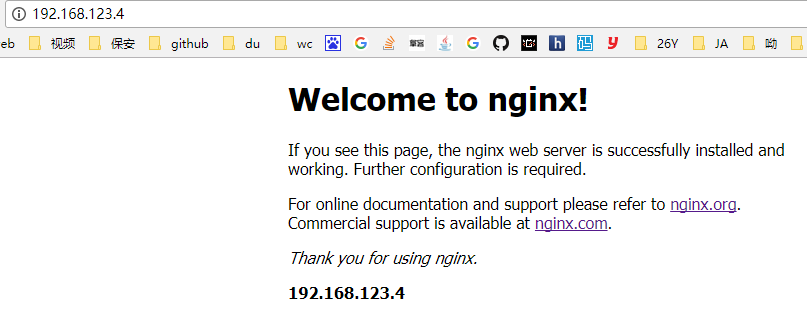 192.168.123.4
eb 视频 保安 github du wc 26Y JA 呦
Welcome to nginx!
If you see this page, the nginx web server is successfully installed and
working. Further configuration is required.
For online documentation and support please refer to nginx.org.
Commercial support is available at nginx.com.
Thank you for using nginx.
192.168.123.4